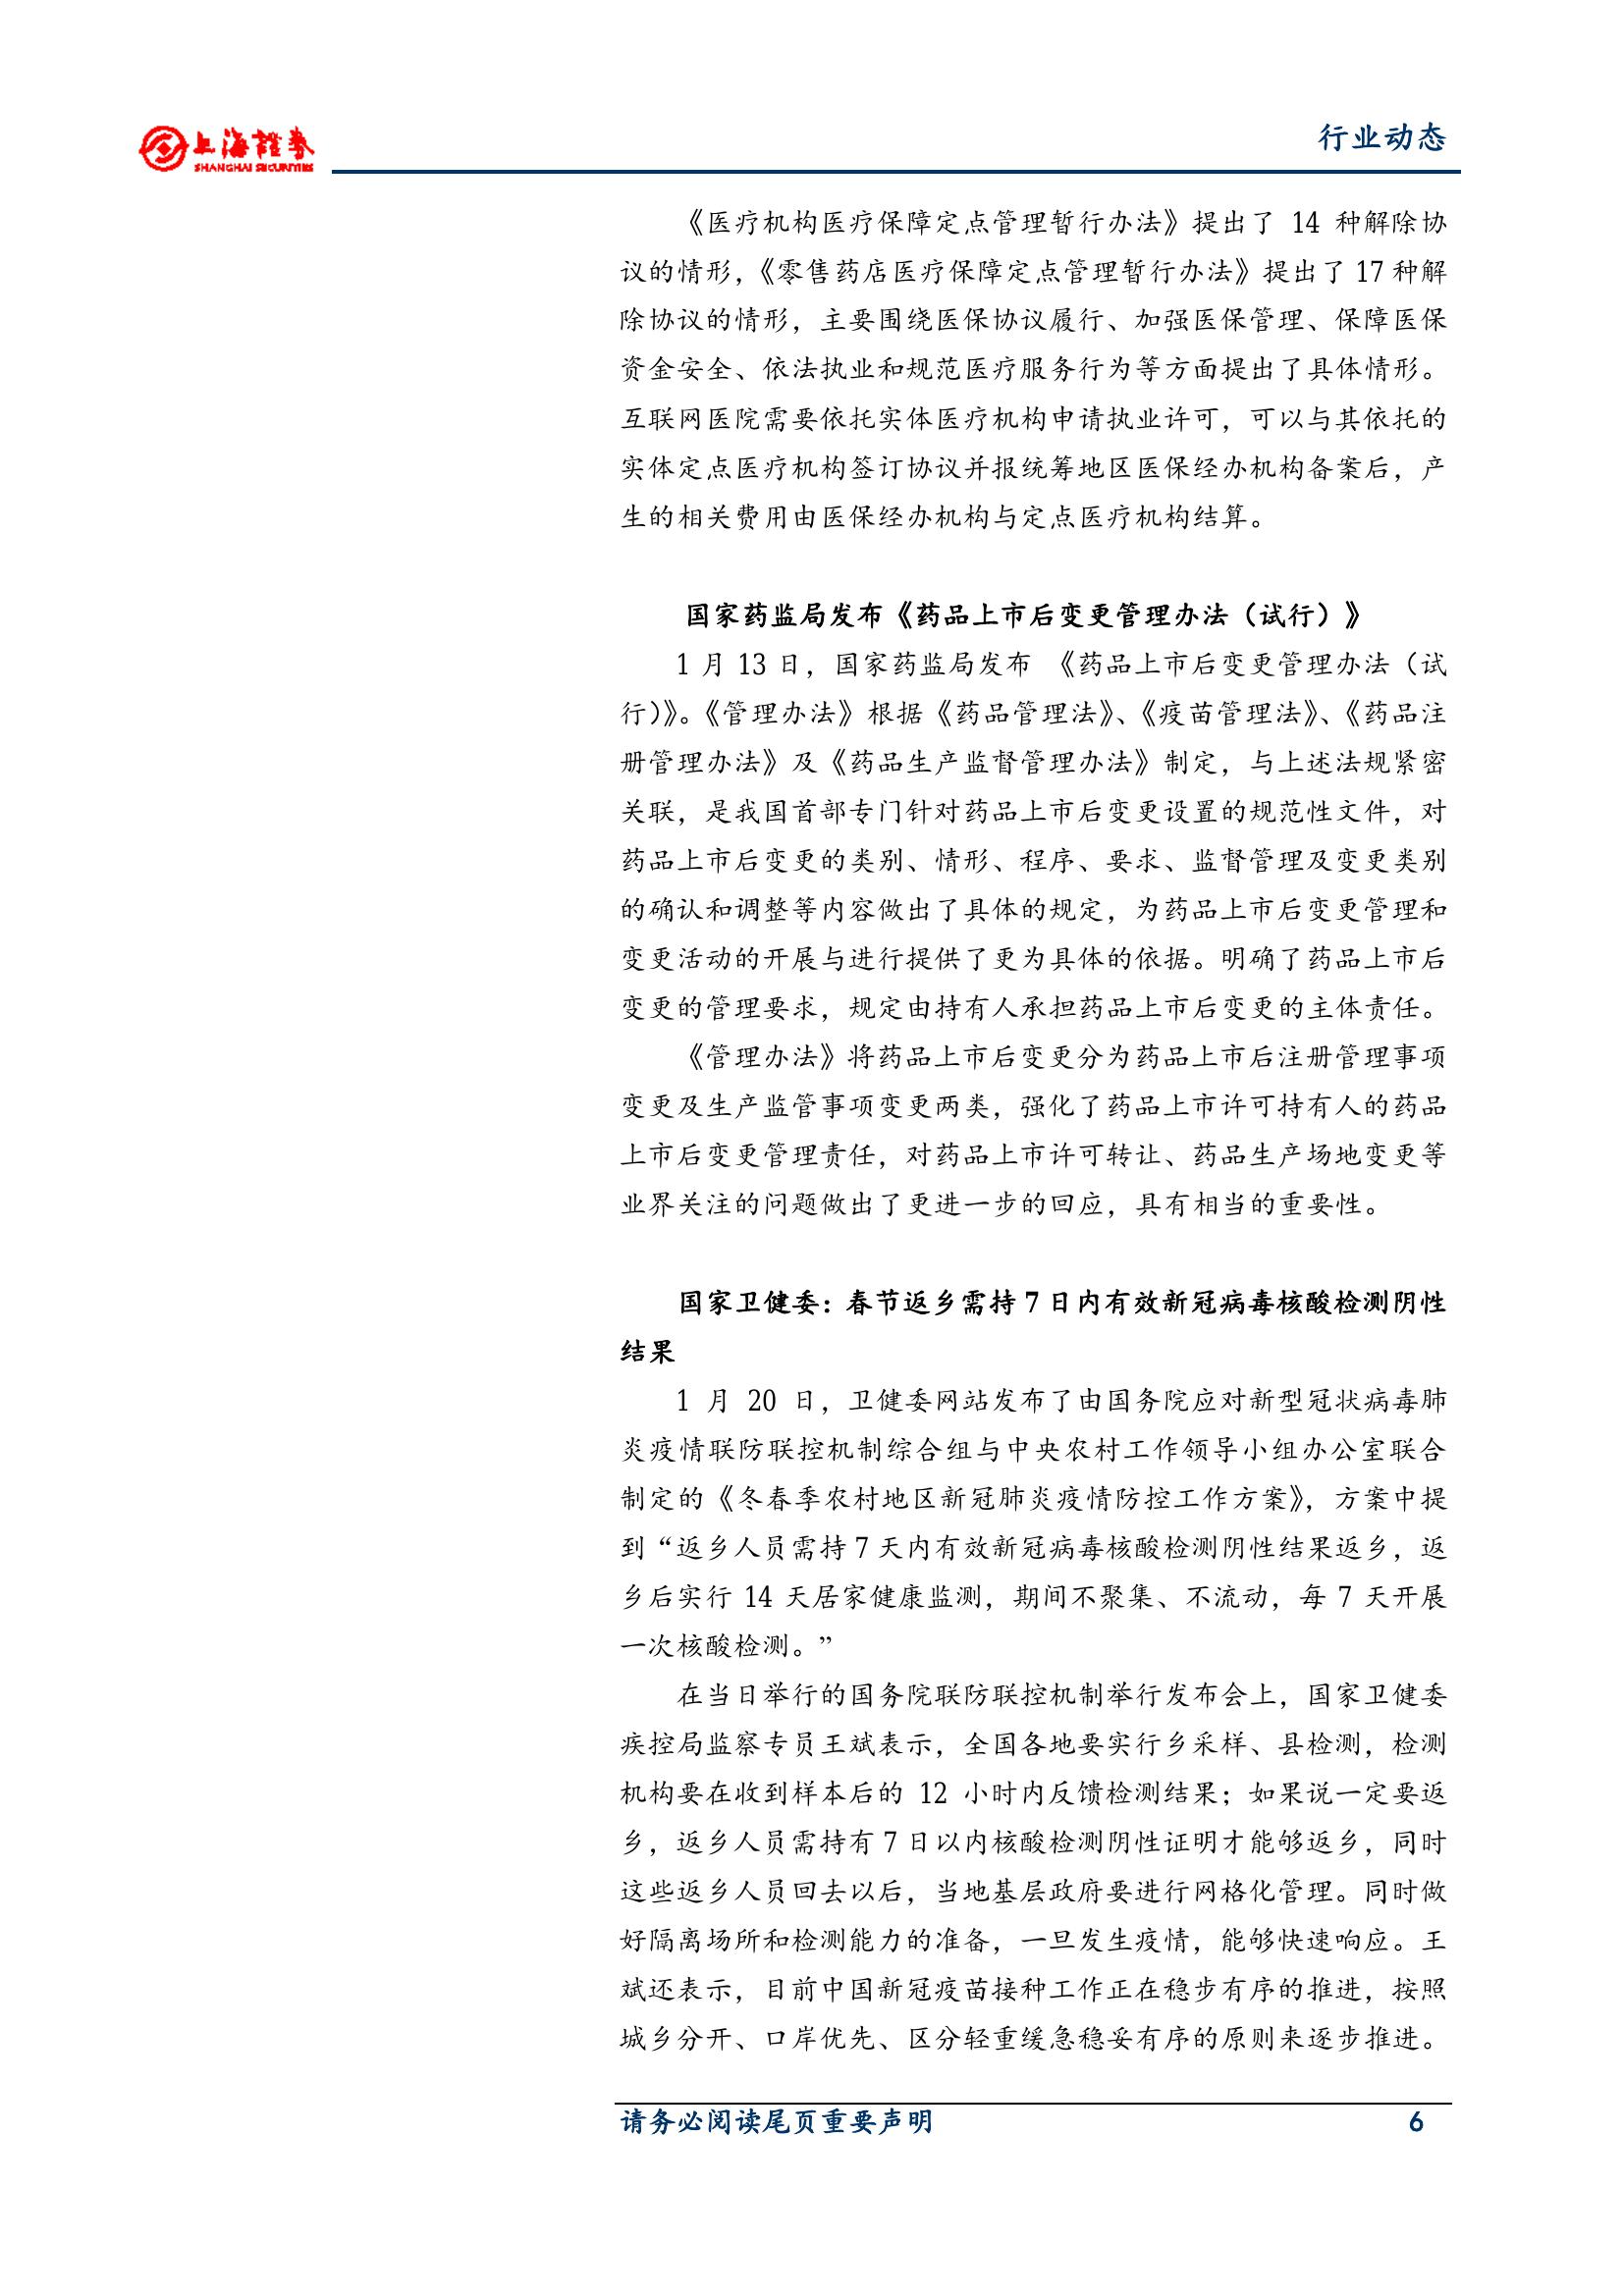 上海證券
SHANGHAI SECURITIES
行业动态
《医疗机构医疗保障定点管理暂行办法》提出了 14 种解除协
议的情形，《零售药店医疗保障定点管理暂行办法》提出了 17 种解
除协议的情形，主要围绕医保协议履行、加强医保管理、保障医保
资金安全、依法执业和规范医疗服务行为等方面提出了具体情形。
互联网医院需要依托实体医疗机构申请执业许可，可以与其依托的
实体定点医疗机构签订协议并报统筹地区医保经办机构备案后，产
生的相关费用由医保经办机构与定点医疗机构结算。
国家药监局发布《药品上市后变更管理办法（试行）》
1 月 13 日，国家药监局发布 《药品上市后变更管理办法（试
行）》。《管理办法》根据《药品管理法》、《疫苗管理法》、《药品注
册管理办法》及《药品生产监督管理办法》制定，与上述法规紧密
关联，是我国首部专门针对药品上市后变更设置的规范性文件，对
药品上市后变更的类别、情形、程序、要求、监督管理及变更类别
的确认和调整等内容做出了具体的规定，为药品上市后变更管理和
变更活动的开展与进行提供了更为具体的依据。明确了药品上市后
变更的管理要求，规定由持有人承担药品上市后变更的主体责任。
《管理办法》将药品上市后变更分为药品上市后注册管理事项
变更及生产监管事项变更两类，强化了药品上市许可持有人的药品
上市后变更管理责任，对药品上市许可转让、药品生产场地变更等
业界关注的问题做出了更进一步的回应，具有相当的重要性。
国家卫健委：春节返乡需持 7 日内有效新冠病毒核酸检测阴性
结果
1 月 20 日，卫健委网站发布了由国务院应对新型冠状病毒肺
炎疫情联防联控机制综合组与中央农村工作领导小组办公室联合
制定的《冬春季农村地区新冠肺炎疫情防控工作方案》，方案中提
到“返乡人员需持 7 天内有效新冠病毒核酸检测阴性结果返乡，返
乡后实行 14 天居家健康监测，期间不聚集、不流动，每 7 天开展
一次核酸检测。”
在当日举行的国务院联防联控机制举行发布会上，国家卫健委
疾控局监察专员王斌表示，全国各地要实行乡采样、县检测，检测
机构要在收到样本后的 12 小时内反馈检测结果；如果说一定要返
乡，返乡人员需持有 7 日以内核酸检测阴性证明才能够返乡，同时
这些返乡人员回去以后，当地基层政府要进行网格化管理。同时做
好隔离场所和检测能力的准备，一旦发生疫情，能够快速响应。王
斌还表示，目前中国新冠疫苗接种工作正在稳步有序的推进，按照
城乡分开、口岸优先、区分轻重缓急稳妥有序的原则来逐步推进。
请务必阅读尾页重要声明 6